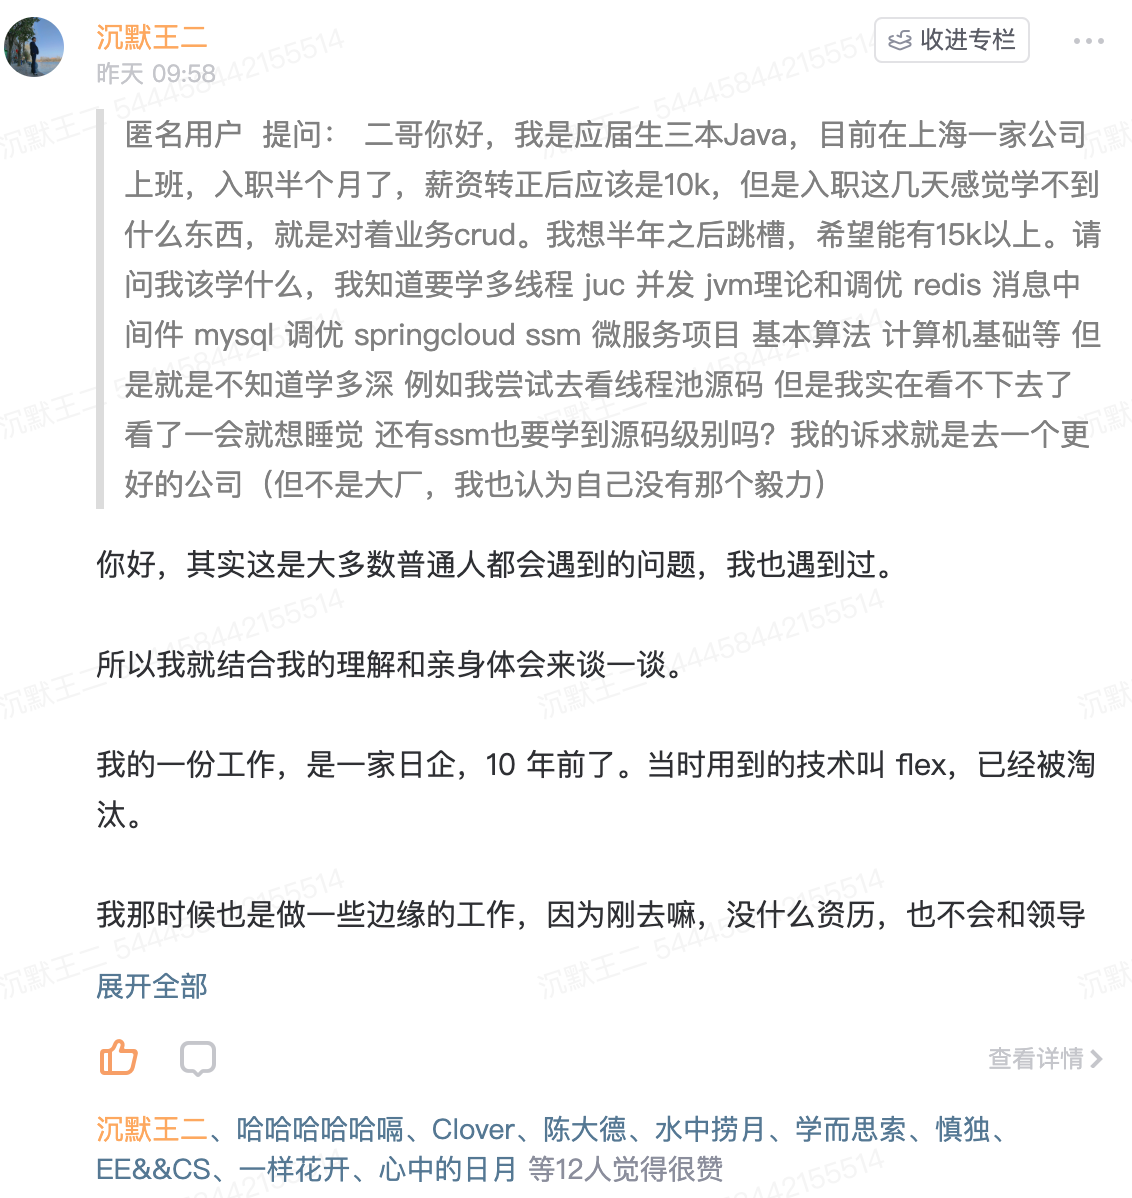 沉默王二
昨天 09:58
收进专栏
匿名用户 提问： 二哥你好，我是应届生三本Java，目前在上海一家公司
上班，入职半个月了，薪资转正后应该是10k，但是入职这几天感觉学不到
什么东西，就是对着业务crud。我想半年之后跳槽，希望能有15k以上。请
问我该学什么，我知道要学多线程 juc 并发 jvm理论和调优 redis 消息中
间件 mysql 调优 springcloud ssm 微服务项目 基本算法 计算机基础等 但
是就是不知道学多深 例如我尝试去看线程池源码 但是我实在看不下去了
看了一会就想睡觉 还有ssm也要学到源码级别吗？我的诉求就是去一个更
好的公司（但不是大厂，我也认为自己没有那个毅力）
你好，其实这是大多数普通人都会遇到的问题，我也遇到过。
所以我就结合我的理解和亲身体会来谈一谈。
我的一份工作，是一家日企，10 年前了。当时用到的技术叫 flex，已经被淘
汰。
我那时候也是做一些边缘的工作，因为刚去嘛，没什么资历，也不会和领导
展开全部
查看详情
沉默王二、哈哈哈哈哈嗝、Clover、陈大德、水中捞月、学而思索、慎独、
EE&&CS、一样花开、心中的日月 等12人觉得很赞
沉默王二 544458442155514